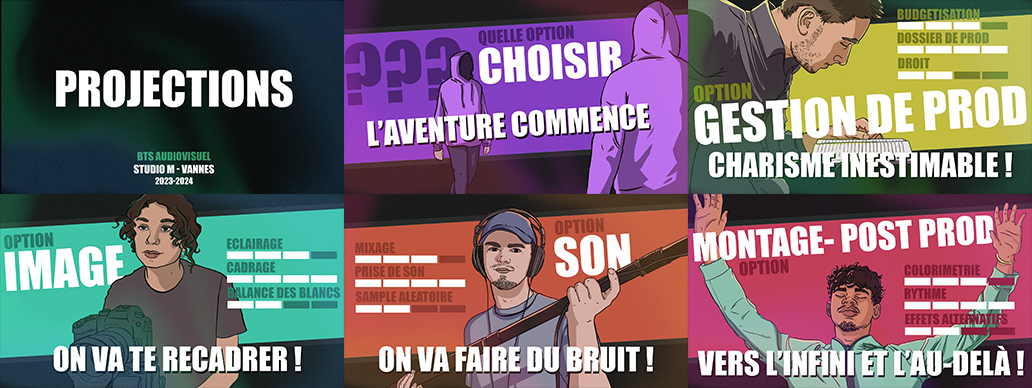 PROJECTIONS
BTS AUDIOVISUEL
STUDIO M - VANNES
2023-2024
???
QUELLE OPTION
CHOISIR
L'AVENTURE COMMENCE
BUDGETISATION
DOSSIER DE PROD
DROIT
OPTION
GESTION DE PROD
CHARISME INESTIMABLE !
OPTION
IMAGE
ECLAIRAGE
CADRAGE
BALANCE DES BLANCS
ON VA TE RECADRER !
MIXAGE
PRISE DE SON
SAMPLE ALEATOIRE
OPTION
SON
ON VA FAIRE DU BRUIT !
MONTAGE- POST PROD
OPTION
COLORIMETRIE
RYTHME
EFFETS ALTERNATIFS
VERS L'INFINI ET L'AU-DELÀ !